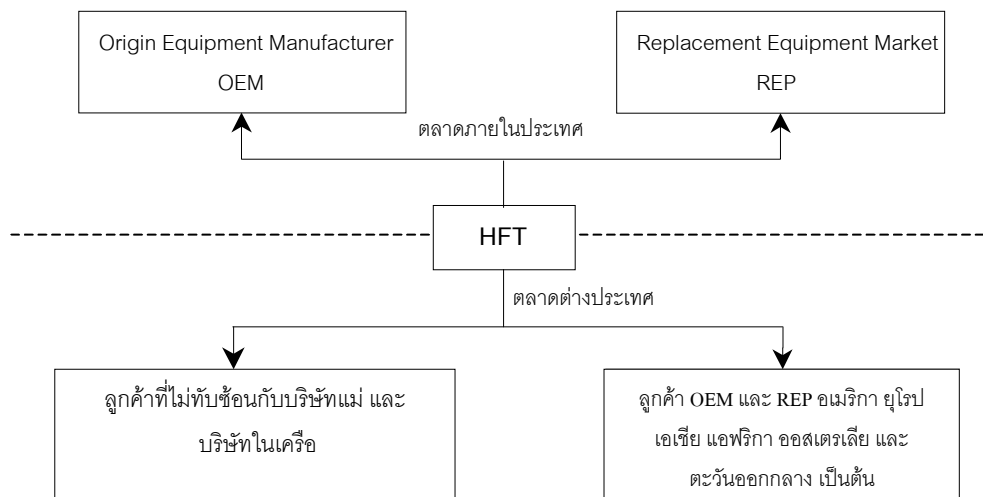 Origin Equipment Manufacturer
OEM
Replacement Equipment Market
REP
ตลาดภายในประเทศ
HFT
ตลาดต่างประเทศ
ลูกค้าที่ไม่ทับซ้อนกับบริษัทแม่ และ
บริษัทในเครือ
ลูกค้า OEM และ REP อเมริกา ยุโรป
เอเชีย แอฟริกา ออสเตรเลีย และ
ตะวันออกกลาง เป็นต้น